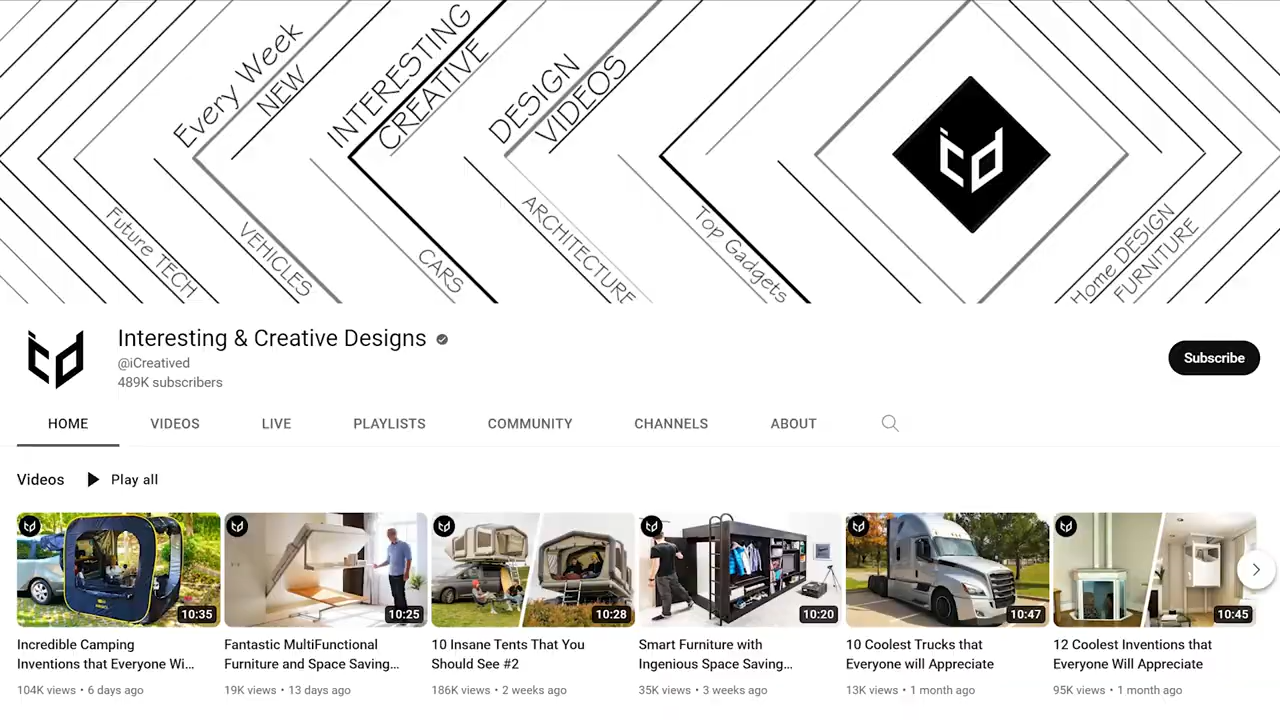 Every Week
NEW
INTERESTING
CREATIVE
DESIGN
VIDEOS
Future TECH
VEHICLES
CARS
ARCHITECTURE
Top Gadgets
Home DESIGN
FURNITURE
Interesting & Creative Designs
@iCreatived
489K subscribers
Subscribe
HOME VIDEOS LIVE PLAYLISTS COMMUNITY CHANNELS ABOUT
Videos Play all
10:35 10:25 10:28 10:20 10:47 10:45
Incredible Camping
Inventions that Everyone Wi...
104K views • 6 days ago
Fantastic MultiFunctional
Furniture and Space Saving...
19K views • 13 days ago
10 Insane Tents That You
Should See #2
186K views • 2 weeks ago
Smart Furniture with
Ingenious Space Saving...
35K views • 3 weeks ago
10 Coolest Trucks that
Everyone will Appreciate
13K views • 1 month ago
12 Coolest Inventions that
Everyone Will Appreciate
95K views • 1 month ago